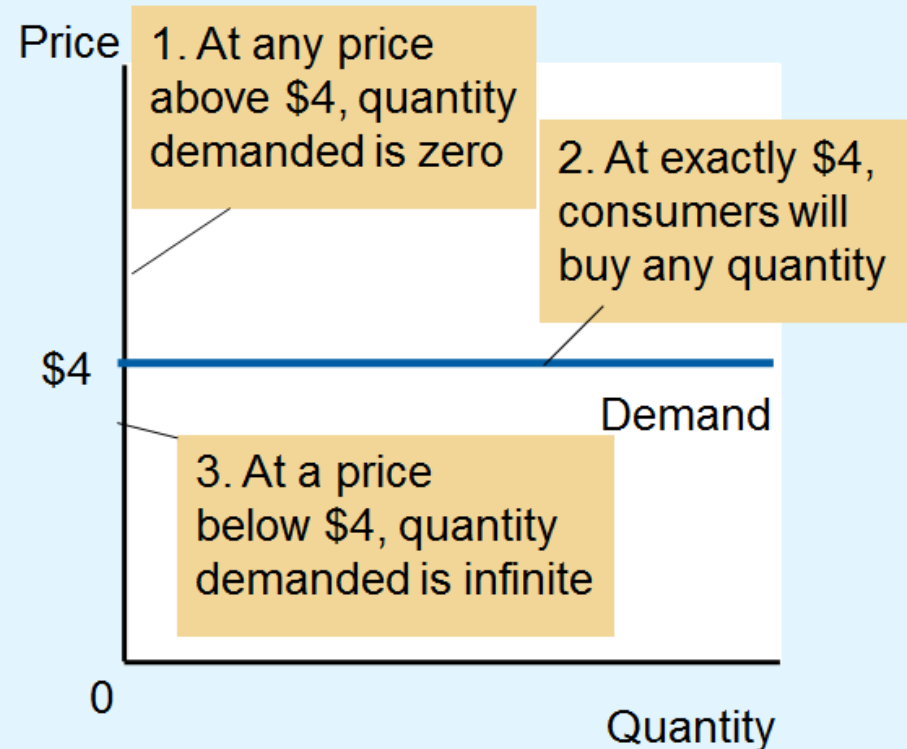 Price
1. At any price
above $4, quantity
demanded is zero
2. At exactly $4,
consumers will
buy any quantity
$4
Demand
3. At a price
below $4, quantity
demanded is infinite
0
Quantity